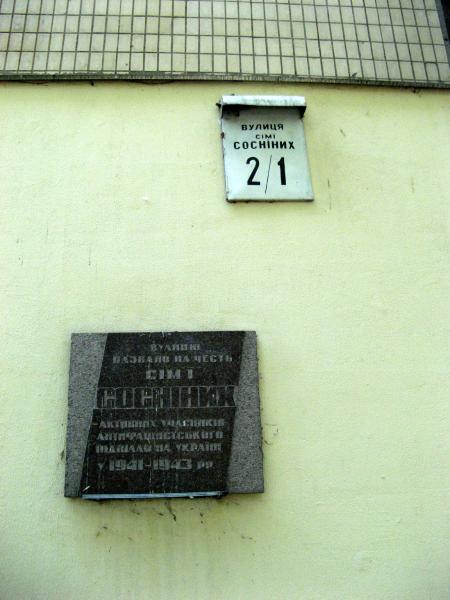 ВУЛИЦЯ
СІМ'Ї
СОСНІНИХ
2/1
ВУЛИЦЮ
НАЗВАНО НА ЧЕСТЬ
СІМ'Ї
СОСНІНИХ
АКТИВНИХ УЧАСНИКІВ
АНТИФАШИСТСЬКОГО
ПІДПІЛЛЯ НА УКРАЇНІ
У 1941-1943 рр